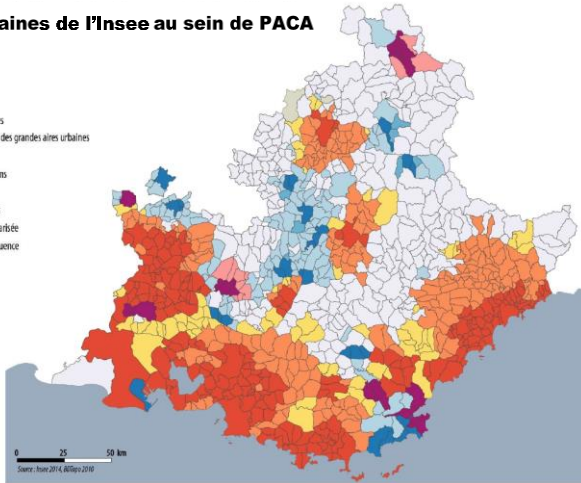 aines de l'Insee au sein de PACA
s
des grandes aires urbaines
ns
risée
uence
0 25 50 km
Source : Insee 2014, BDTopo 2010